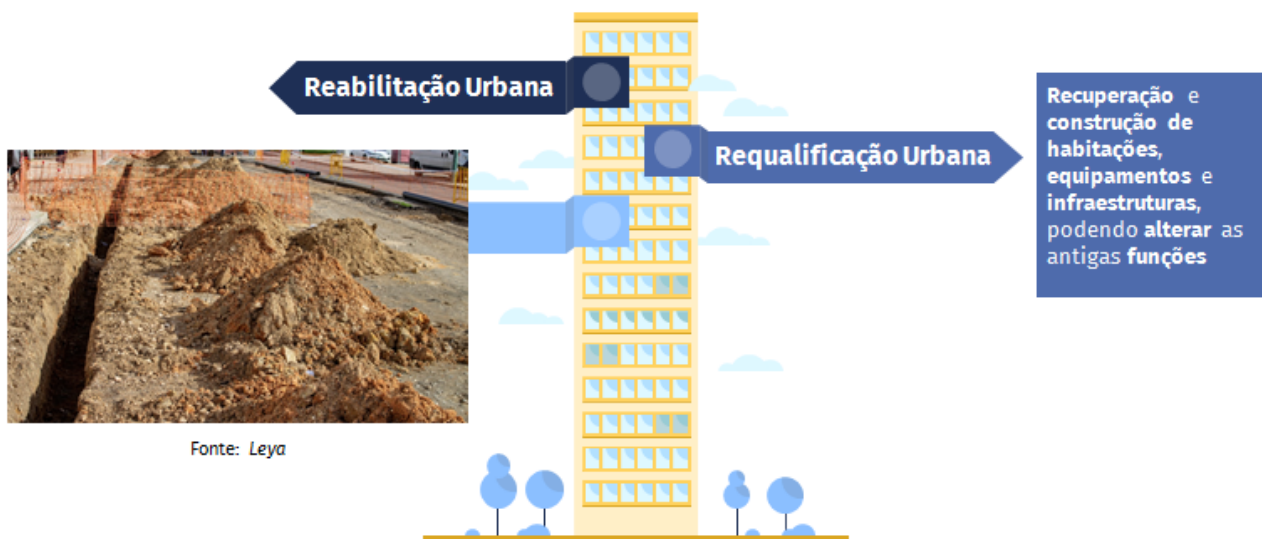 Reabilitação Urbana
Requalificação Urbana
Recuperação e
construção de
habitações,
equipamentos e
infraestruturas,
podendo alterar as
antigas funções
Fonte: Leya